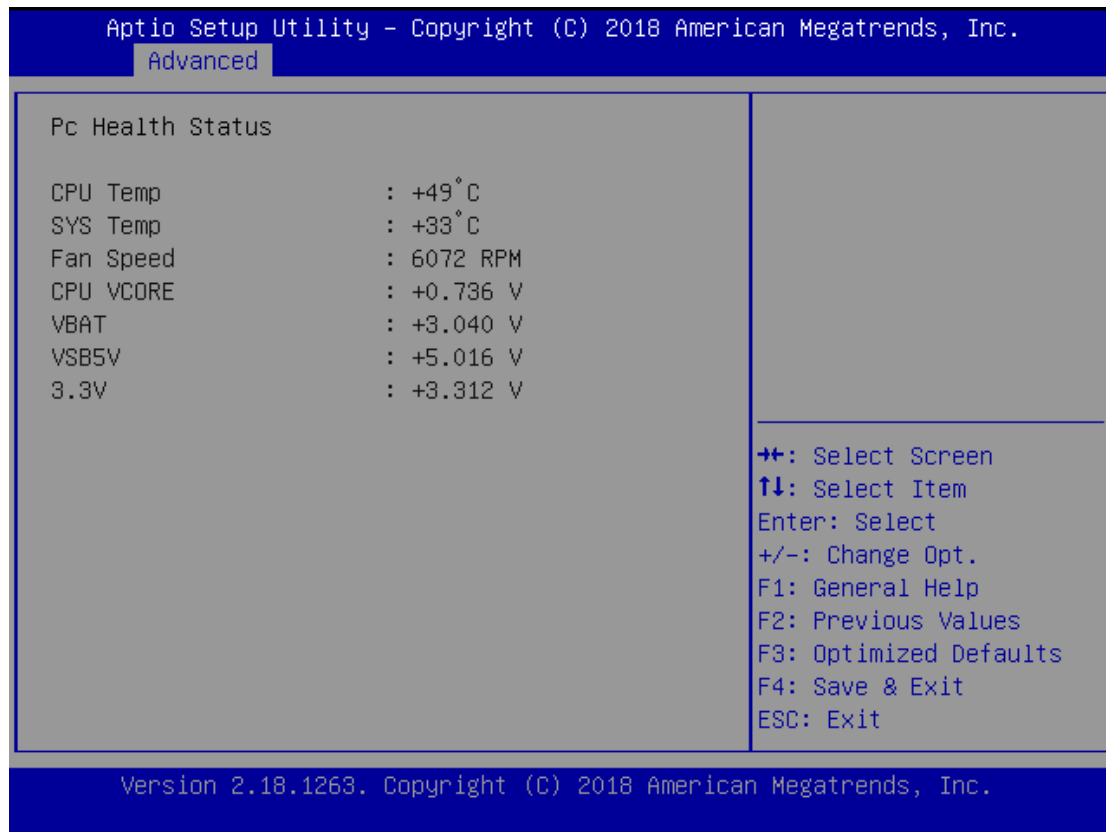 Aptio Setup Utility – Copyright (C) 2018 American Megatrends, Inc.
Advanced
Pc Health Status
CPU Temp : +49°C
SYS Temp : +33°C
Fan Speed : 6072 RPM
CPU VCORE : +0.736 V
VBAT : +3.040 V
VSB5V : +5.016 V
3.3V : +3.312 V
→←: Select Screen
↑↓: Select Item
Enter: Select
+/-: Change Opt.
F1: General Help
F2: Previous Values
F3: Optimized Defaults
F4: Save & Exit
ESC: Exit
Version 2.18.1263. Copyright (C) 2018 American Megatrends, Inc.